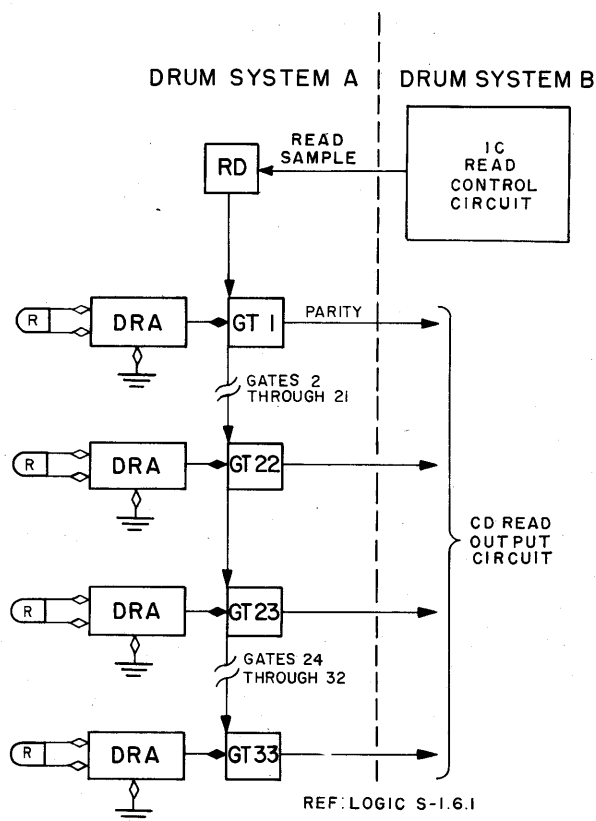 DRUM SYSTEM A
DRUM SYSTEM B
READ
SAMPLE
RD
IC
READ
CONTROL
CIRCUIT
R
DRA
GT 1
PARITY
GATES 2
THROUGH 21
R
DRA
GT22
CD READ
OUTPUT
CIRCUIT
R
DRA
GT23
GATES 24
THROUGH 32
R
DRA
GT33
REF: LOGIC S-1.6.1